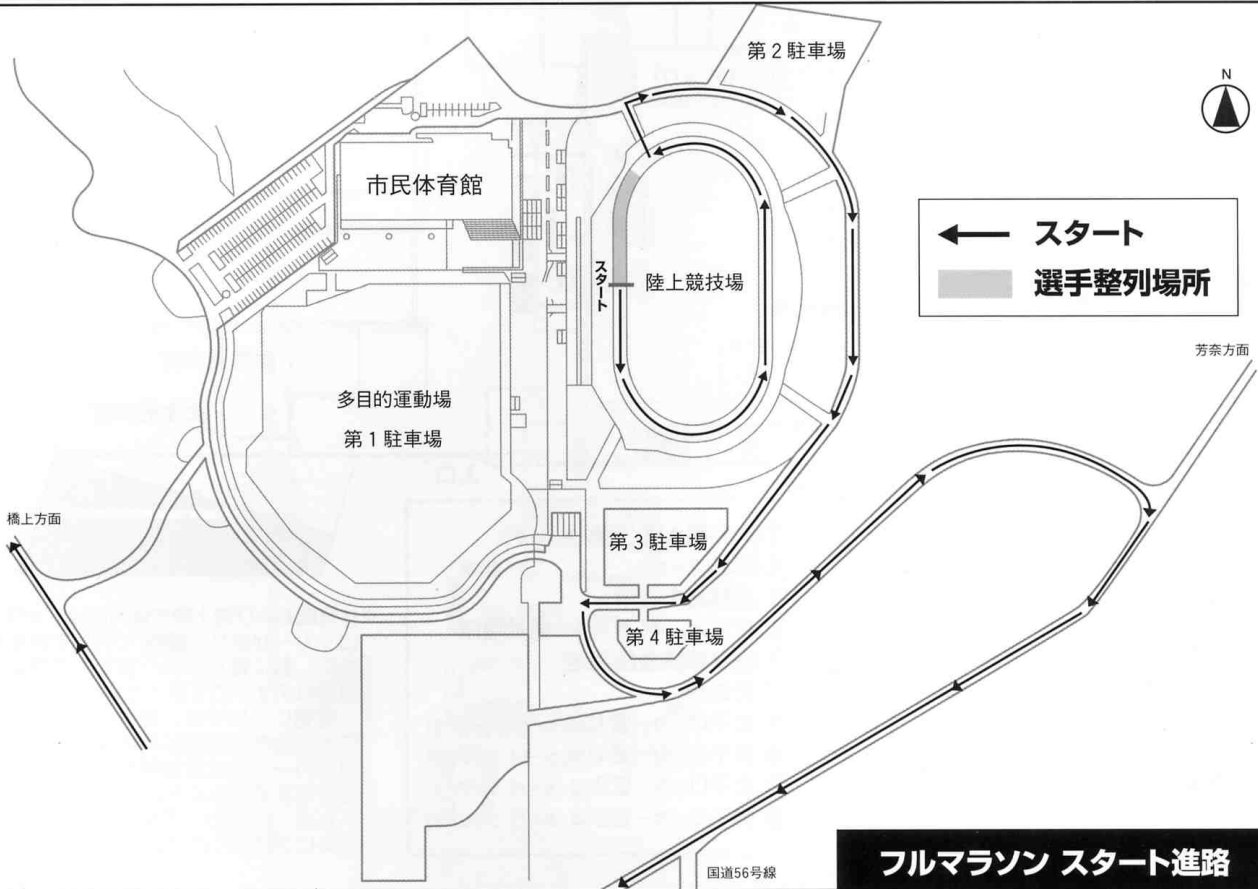 第2駐車場
N
市民体育館
スタート
選手整列場所
スタート
陸上競技場
芳奈方面
多目的運動場
第1駐車場
橋上方面
第3駐車場
第4駐車場
国道56号線
フルマラソン スタート進路